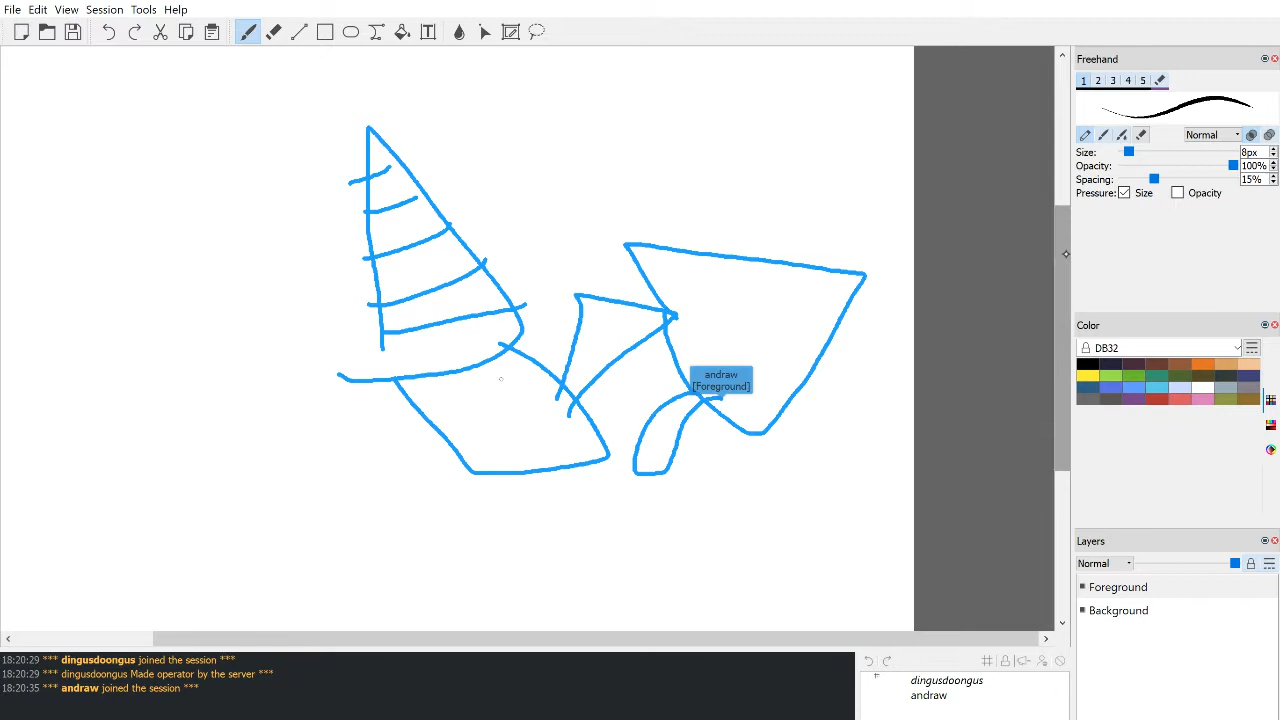 File Edit View Session Tools Help
Freehand
1 2 3 4 5
Normal
Size: 8px
Opacity: 100%
Spacing: 15%
Pressure: Size Opacity
andraw
[Foreground]
Color
DB32
Layers
Normal
Foreground
Background
18:20:29 *** dingusdoongus joined the session ***
18:20:29 *** dingusdoongus Made operator by the server ***
18:20:35 *** andraw joined the session ***
dingusdoongus
andraw